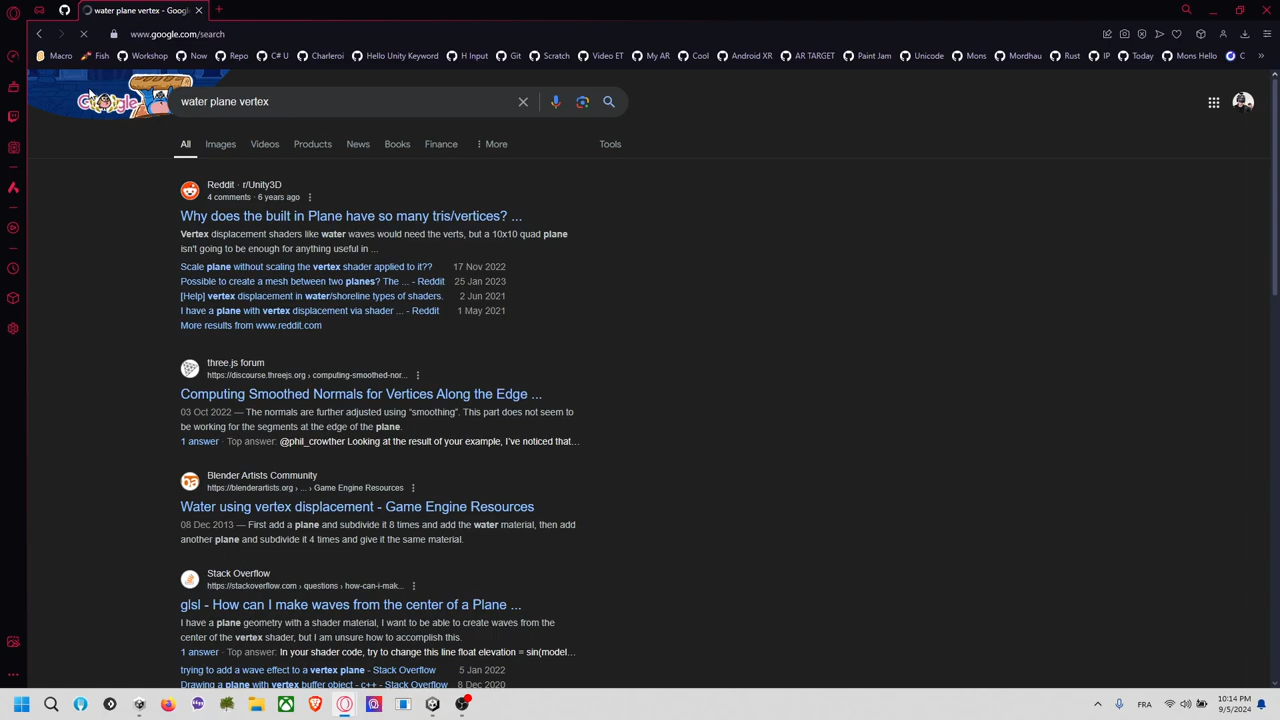 water plane vertex - Goog
www.google.com/search
Macro Fish Workshop Now Repo C# U Charleroi Hello Unity Keyword H Input Git Scratch Video ET My AR Cool Android XR AR TARGET Paint Jam Unicode Mons Mordhau Rust IP Today Mons Hello C
Google
water plane vertex
All Images Videos Products News Books Finance More Tools
Reddit · r/Unity3D
4 comments · 6 years ago
Why does the built in Plane have so many tris/vertices? ...
Vertex displacement shaders like water waves would need the verts, but a 10x10 quad plane
isn't going to be enough for anything useful in ...
Scale plane without scaling the vertex shader applied to it?? 17 Nov 2022
Possible to create a mesh between two planes? The ... - Reddit 25 Jan 2023
[Help] vertex displacement in water/shoreline types of shaders. 2 Jun 2021
I have a plane with vertex displacement via shader ... - Reddit 1 May 2021
More results from www.reddit.com
three.js forum
https://discourse.threejs.org › computing-smoothed-nor...
Computing Smoothed Normals for Vertices Along the Edge ...
03 Oct 2022 — The normals are further adjusted using “smoothing”. This part does not seem to
be working for the segments at the edge of the plane.
1 answer · Top answer: @phil_crowther Looking at the result of your example, I’ve noticed that...
Blender Artists Community
https://blenderartists.org › ... › Game Engine Resources
Water using vertex displacement - Game Engine Resources
08 Dec 2013 — First add a plane and subdivide it 8 times and add the water material, then add
another plane and subdivide it 4 times and give it the same material.
Stack Overflow
https://stackoverflow.com › questions › how-can-i-mak...
glsl - How can I make waves from the center of a Plane ...
I have a plane geometry with a shader material, I want to be able to create waves from the
center of the vertex shader, but I am unsure how to accomplish this.
1 answer · Top answer: In your shader code, try to change this line float elevation = sin(model...
trying to add a wave effect to a vertex plane - Stack Overflow 5 Jan 2022
Drawing a plane with vertex buffer object - c++ - Stack Overflow 8 Dec 2020
FRA
10:14 PM
9/5/2024